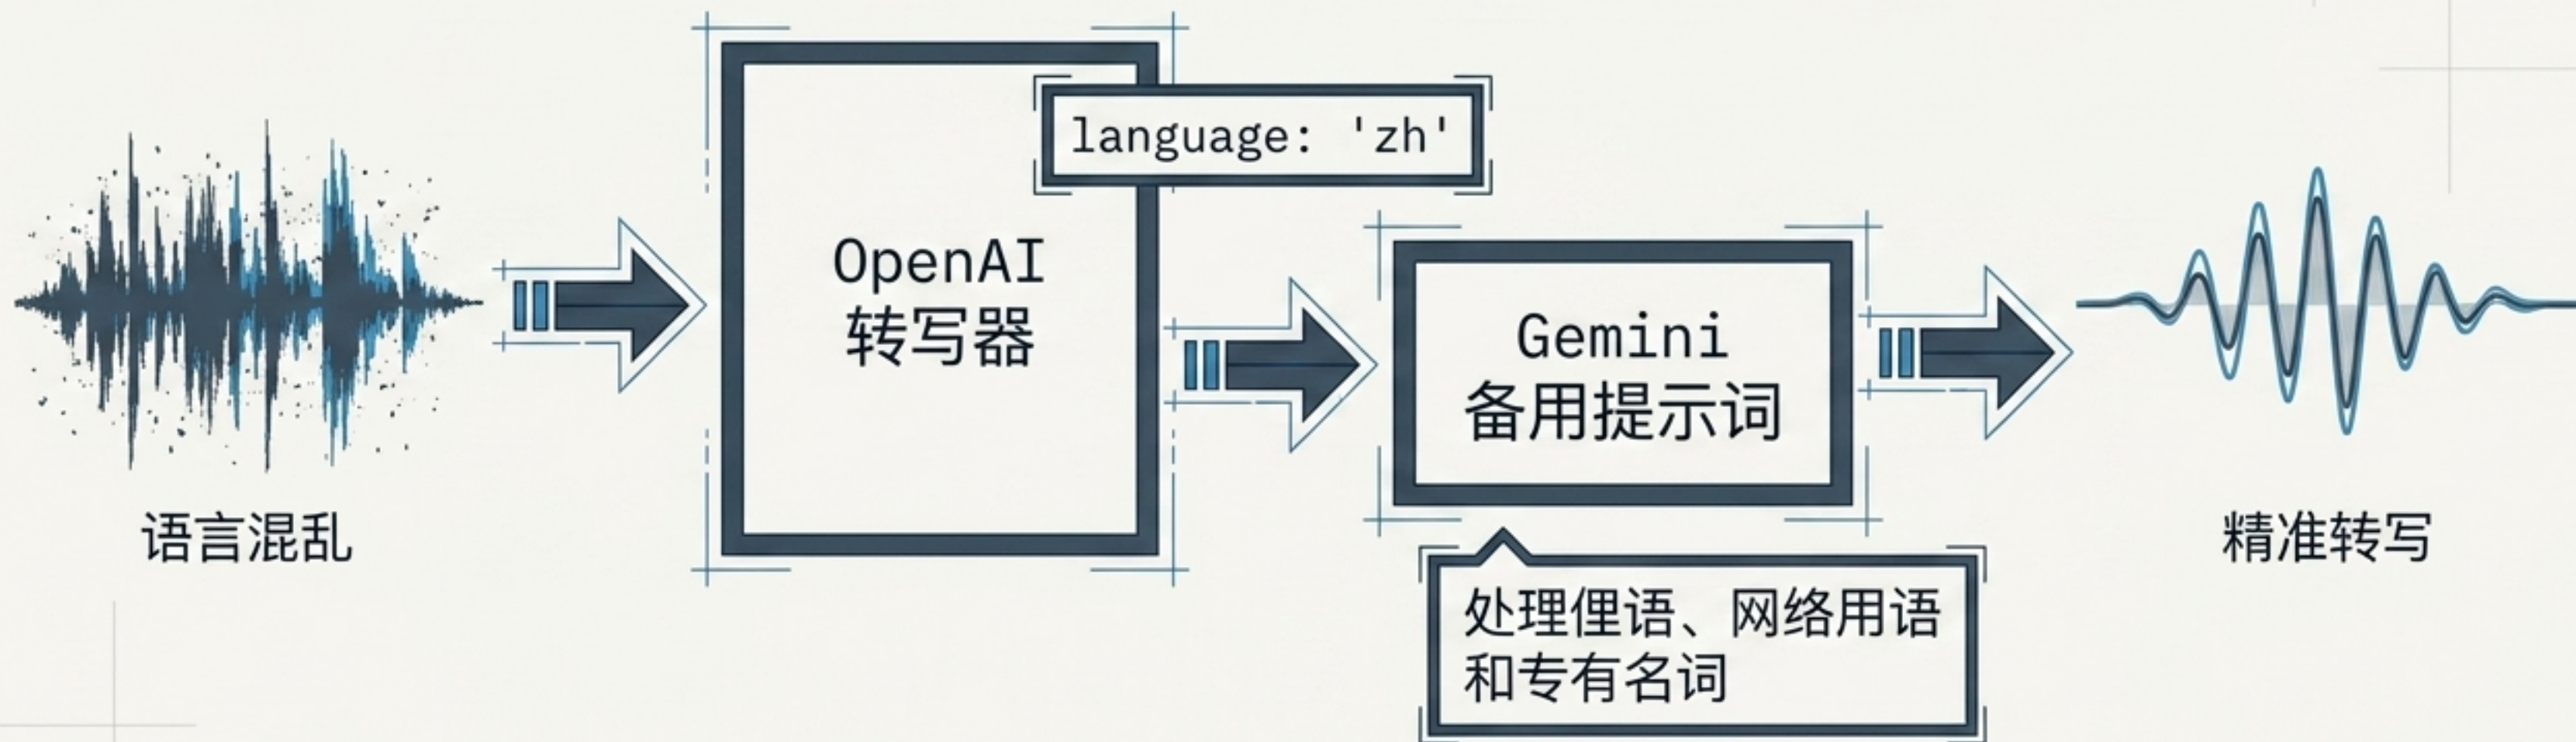 语言混乱
OpenAI
转写器
language: 'zh'
Gemini
备用提示词
处理俚语、网络用语
和专有名词
精准转写